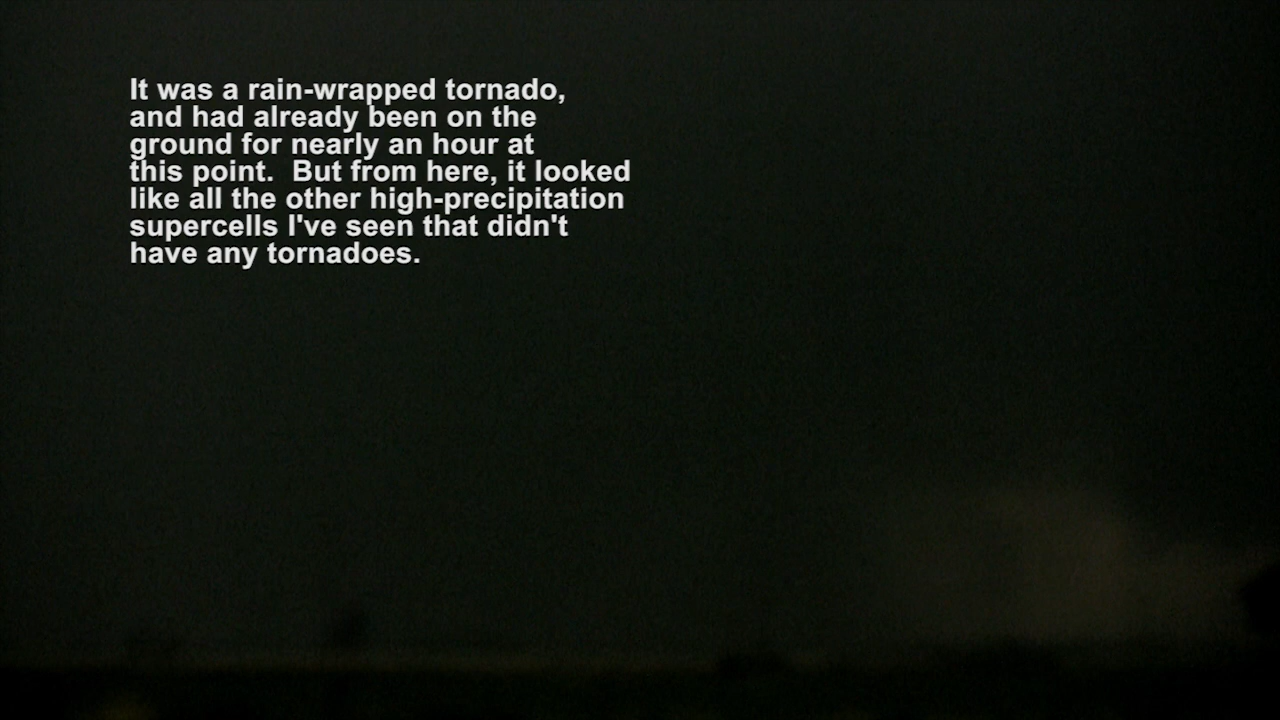 It was a rain-wrapped tornado,
and had already been on the
ground for nearly an hour at
this point.  But from here, it looked
like all the other high-precipitation
supercells I've seen that didn't
have any tornadoes.